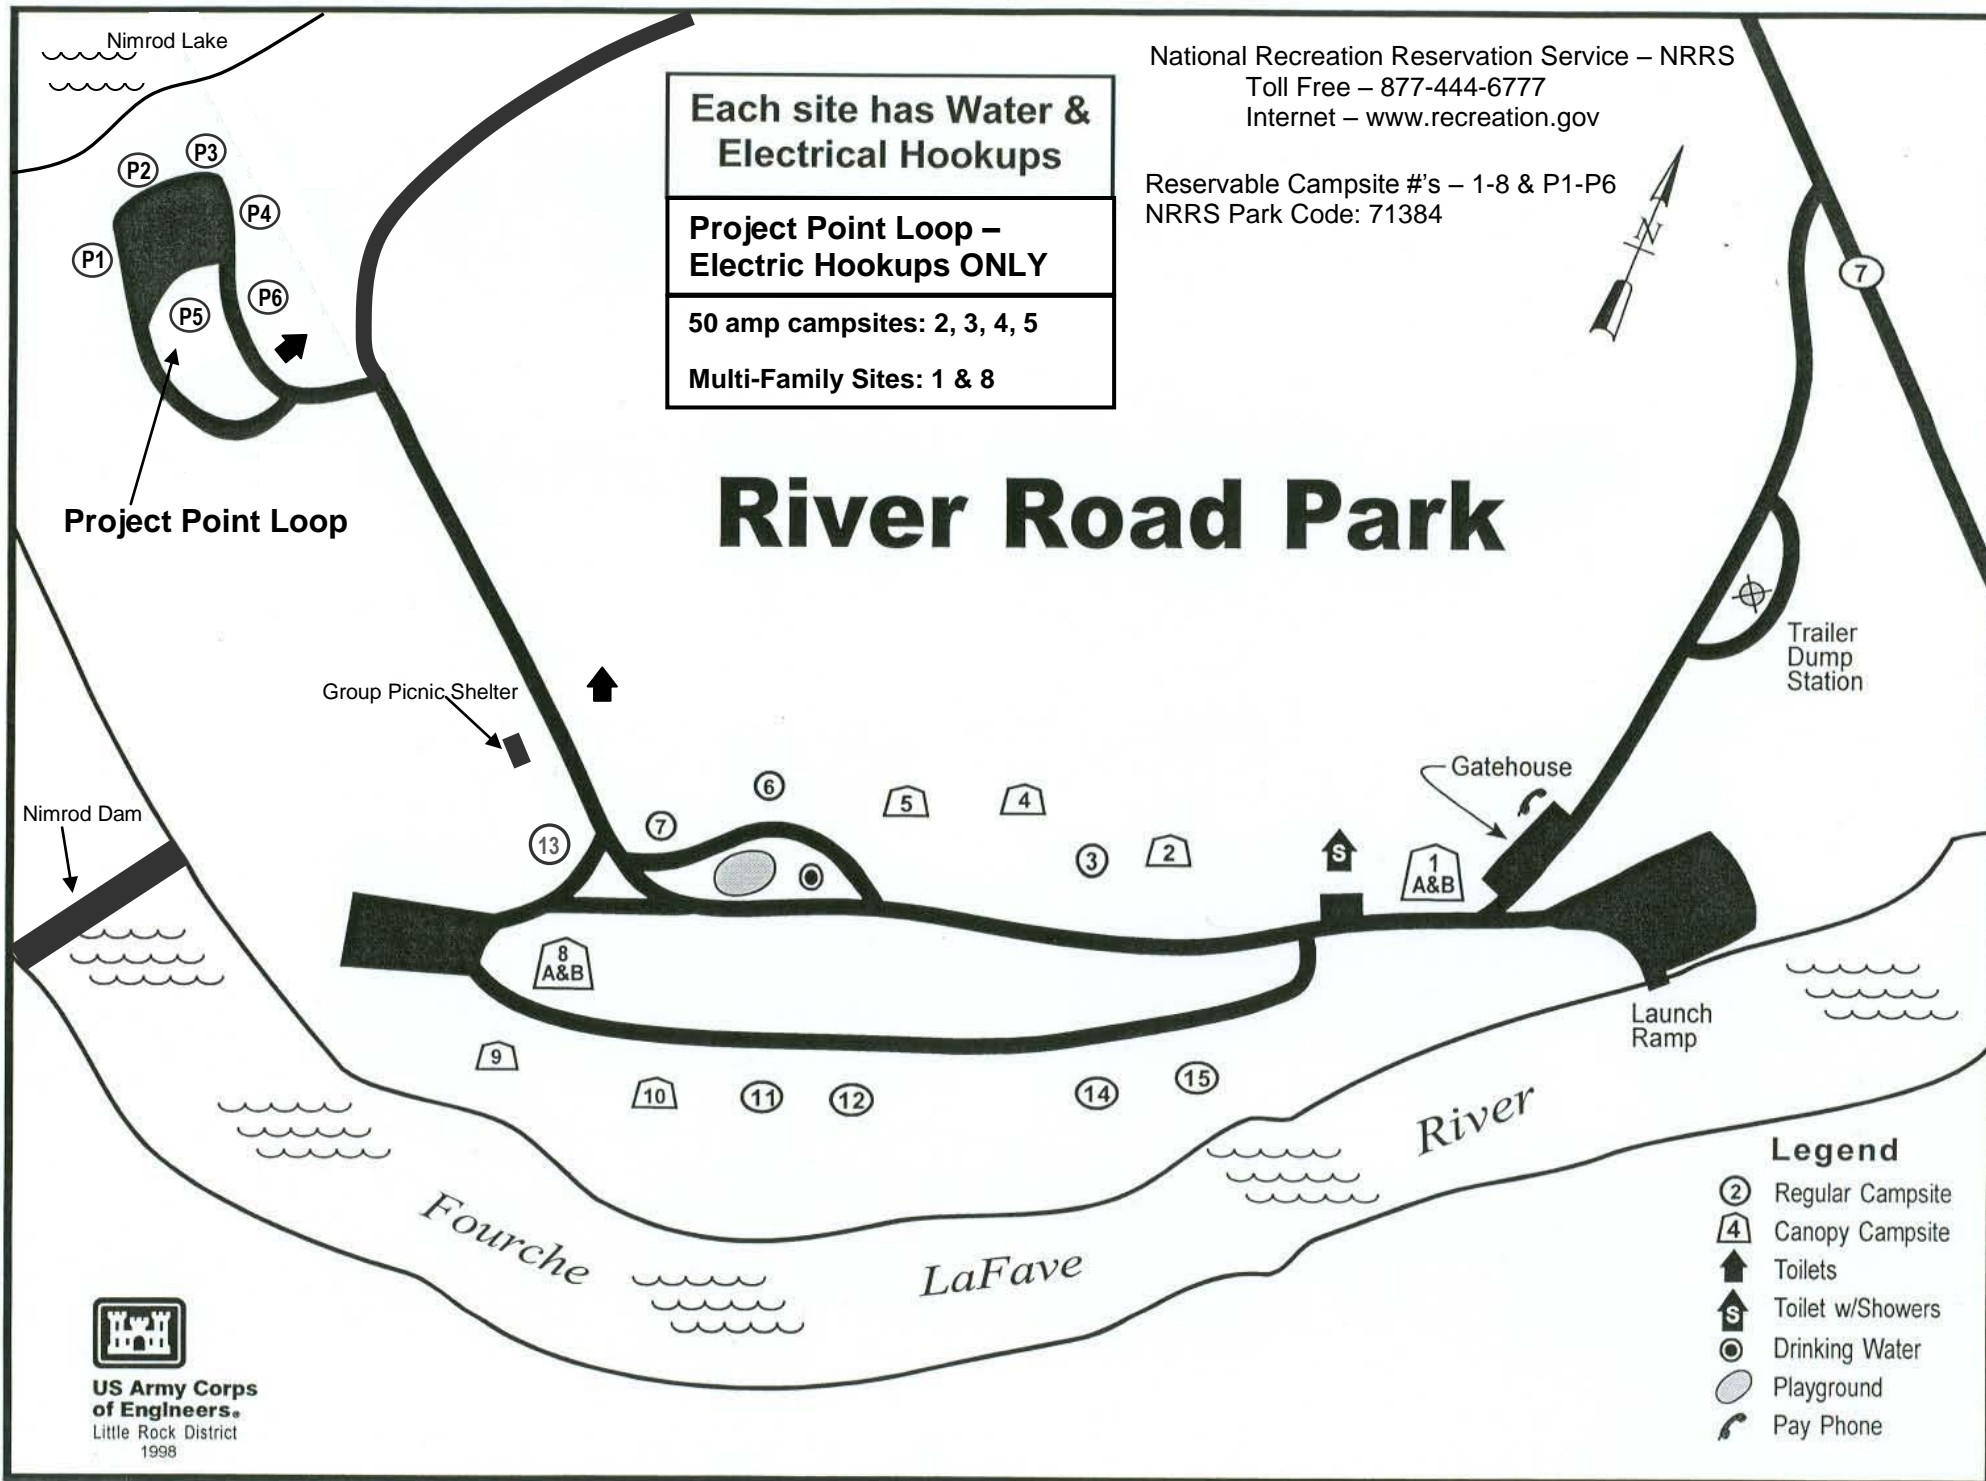 Nimrod Lake
National Recreation Reservation Service – NRRS
Toll Free – 877-444-6777
Internet – www.recreation.gov
Reservable Campsite #'s – 1-8 & P1-P6
NRRS Park Code: 71384
Each site has Water &
Electrical Hookups
Project Point Loop –
Electric Hookups ONLY
50 amp campsites: 2, 3, 4, 5
Multi-Family Sites: 1 & 8
P3
P2
P4
P1
P6
P5
N
7
Project Point Loop
River Road Park
Trailer
Dump
Station
Group Picnic Shelter
Gatehouse
Nimrod Dam
6
5
4
7
13
3
2
S
1
A&B
8
A&B
Launch
Ramp
9
10
11
12
14
15
Fourche
LaFave
River
Legend
2 Regular Campsite
4 Canopy Campsite
Toilets
S Toilet w/Showers
Drinking Water
Playground
Pay Phone
US Army Corps
of Engineers®
Little Rock District
1998